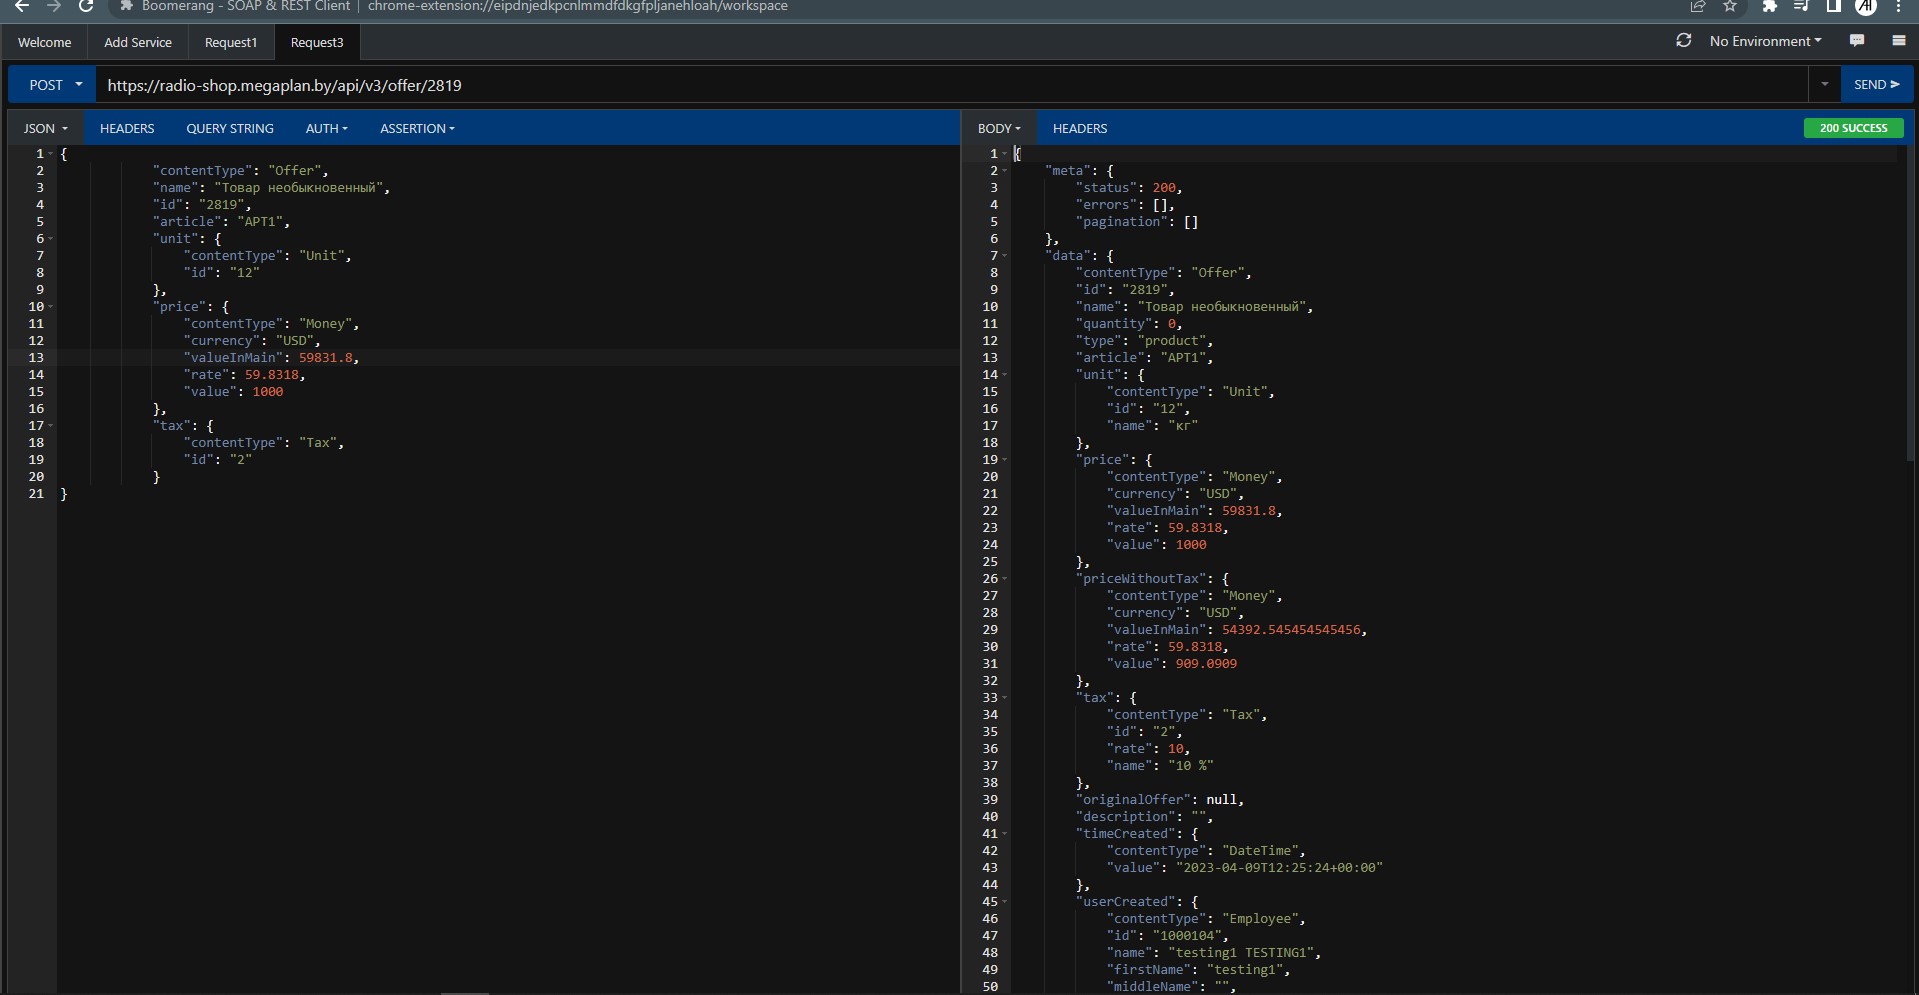 Boomerang - SOAP & REST Client | chrome-extension://eipdnjedkpcnlmmdfdkgfpljanehloah/workspace
Welcome Add Service Request1 Request3 No Environment
POST https://radio-shop.megaplan.by/api/v3/offer/2819 SEND
JSON HEADERS QUERY STRING AUTH ASSERTION
1 {
2 "contentType": "Offer",
3 "name": "Товар необыкновенный",
4 "id": "2819",
5 "article": "АРТ1",
6 "unit": {
7 "contentType": "Unit",
8 "id": "12"
9 },
10 "price": {
11 "contentType": "Money",
12 "currency": "USD",
13 "valueInMain": 59831.8,
14 "rate": 59.8318,
15 "value": 1000
16 },
17 "tax": {
18 "contentType": "Tax",
19 "id": "2"
20 }
21 }
BODY HEADERS 200 SUCCESS
1 {
2 "meta": {
3 "status": 200,
4 "errors": [],
5 "pagination": []
6 },
7 "data": {
8 "contentType": "Offer",
9 "id": "2819",
10 "name": "Товар необыкновенный",
11 "quantity": 0,
12 "type": "product",
13 "article": "АРТ1",
14 "unit": {
15 "contentType": "Unit",
16 "id": "12",
17 "name": "кг"
18 },
19 "price": {
20 "contentType": "Money",
21 "currency": "USD",
22 "valueInMain": 59831.8,
23 "rate": 59.8318,
24 "value": 1000
25 },
26 "priceWithoutTax": {
27 "contentType": "Money",
28 "currency": "USD",
29 "valueInMain": 54392.545454545456,
30 "rate": 59.8318,
31 "value": 909.0909
32 },
33 "tax": {
34 "contentType": "Tax",
35 "id": "2",
36 "rate": 10,
37 "name": "10 %"
38 },
39 "originalOffer": null,
40 "description": "",
41 "timeCreated": {
42 "contentType": "DateTime",
43 "value": "2023-04-09T12:25:24+00:00"
44 },
45 "userCreated": {
46 "contentType": "Employee",
47 "id": "1000104",
48 "name": "testing1 TESTING1",
49 "firstName": "testing1",
50 "middleName": "",